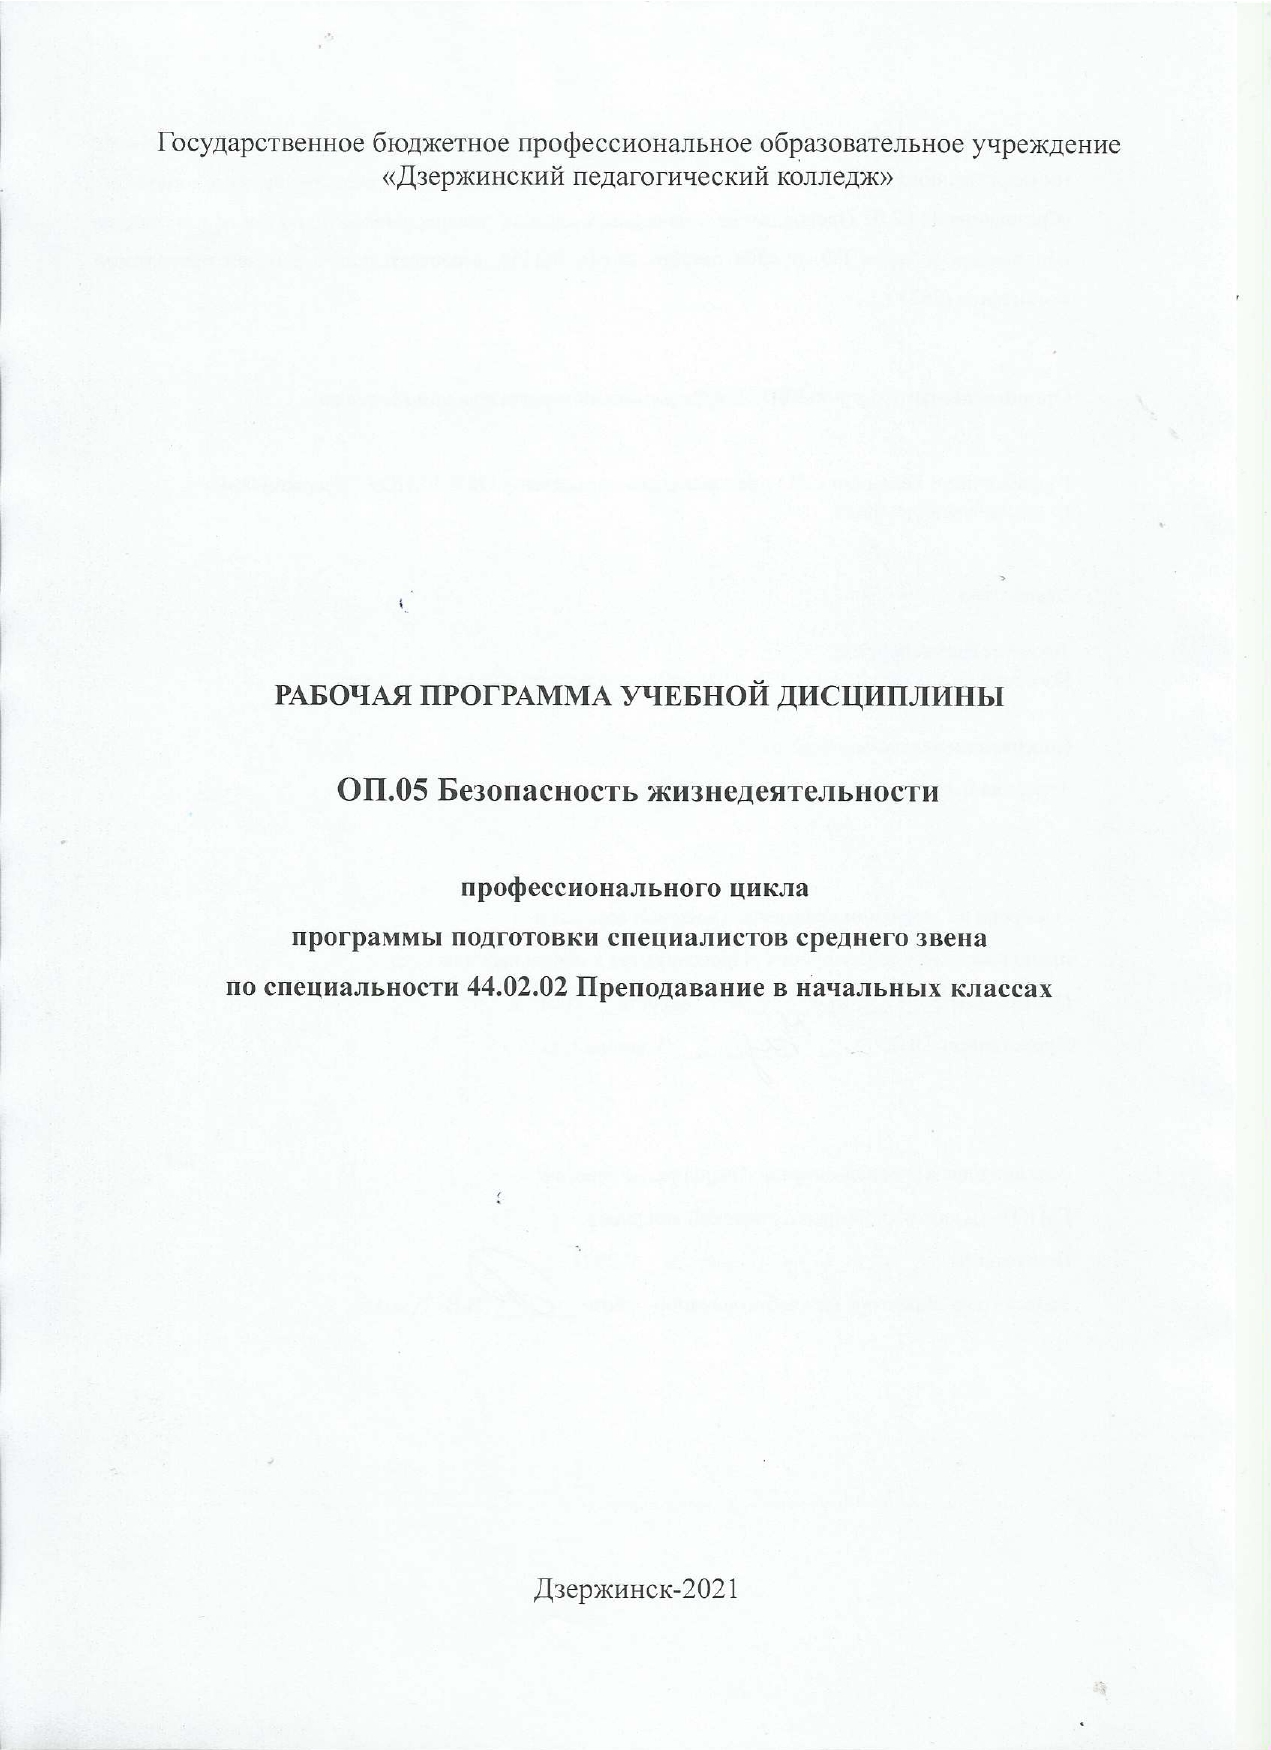 Государственное бюджетное профессиональное образовательное учреждение
«Дзержинский педагогический колледж»
РАБОЧАЯ ПРОГРАММА УЧЕБНОЙ ДИСЦИПЛИНЫ
ОП.05 Безопасность жизнедеятельности
профессионального цикла
программы подготовки специалистов среднего звена
по специальности 44.02.02 Преподавание в начальных классах
Дзержинск-2021